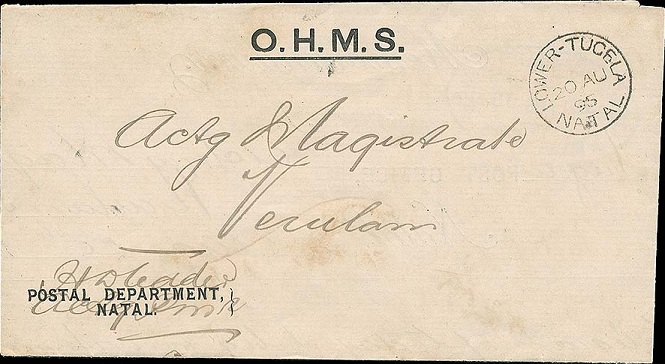 O.H.M.S.
LOWER-TUGELA
20 AU
95
NATAL
Actg Magistrate
Verulam
POSTAL DEPARTMENT,
NATAL.